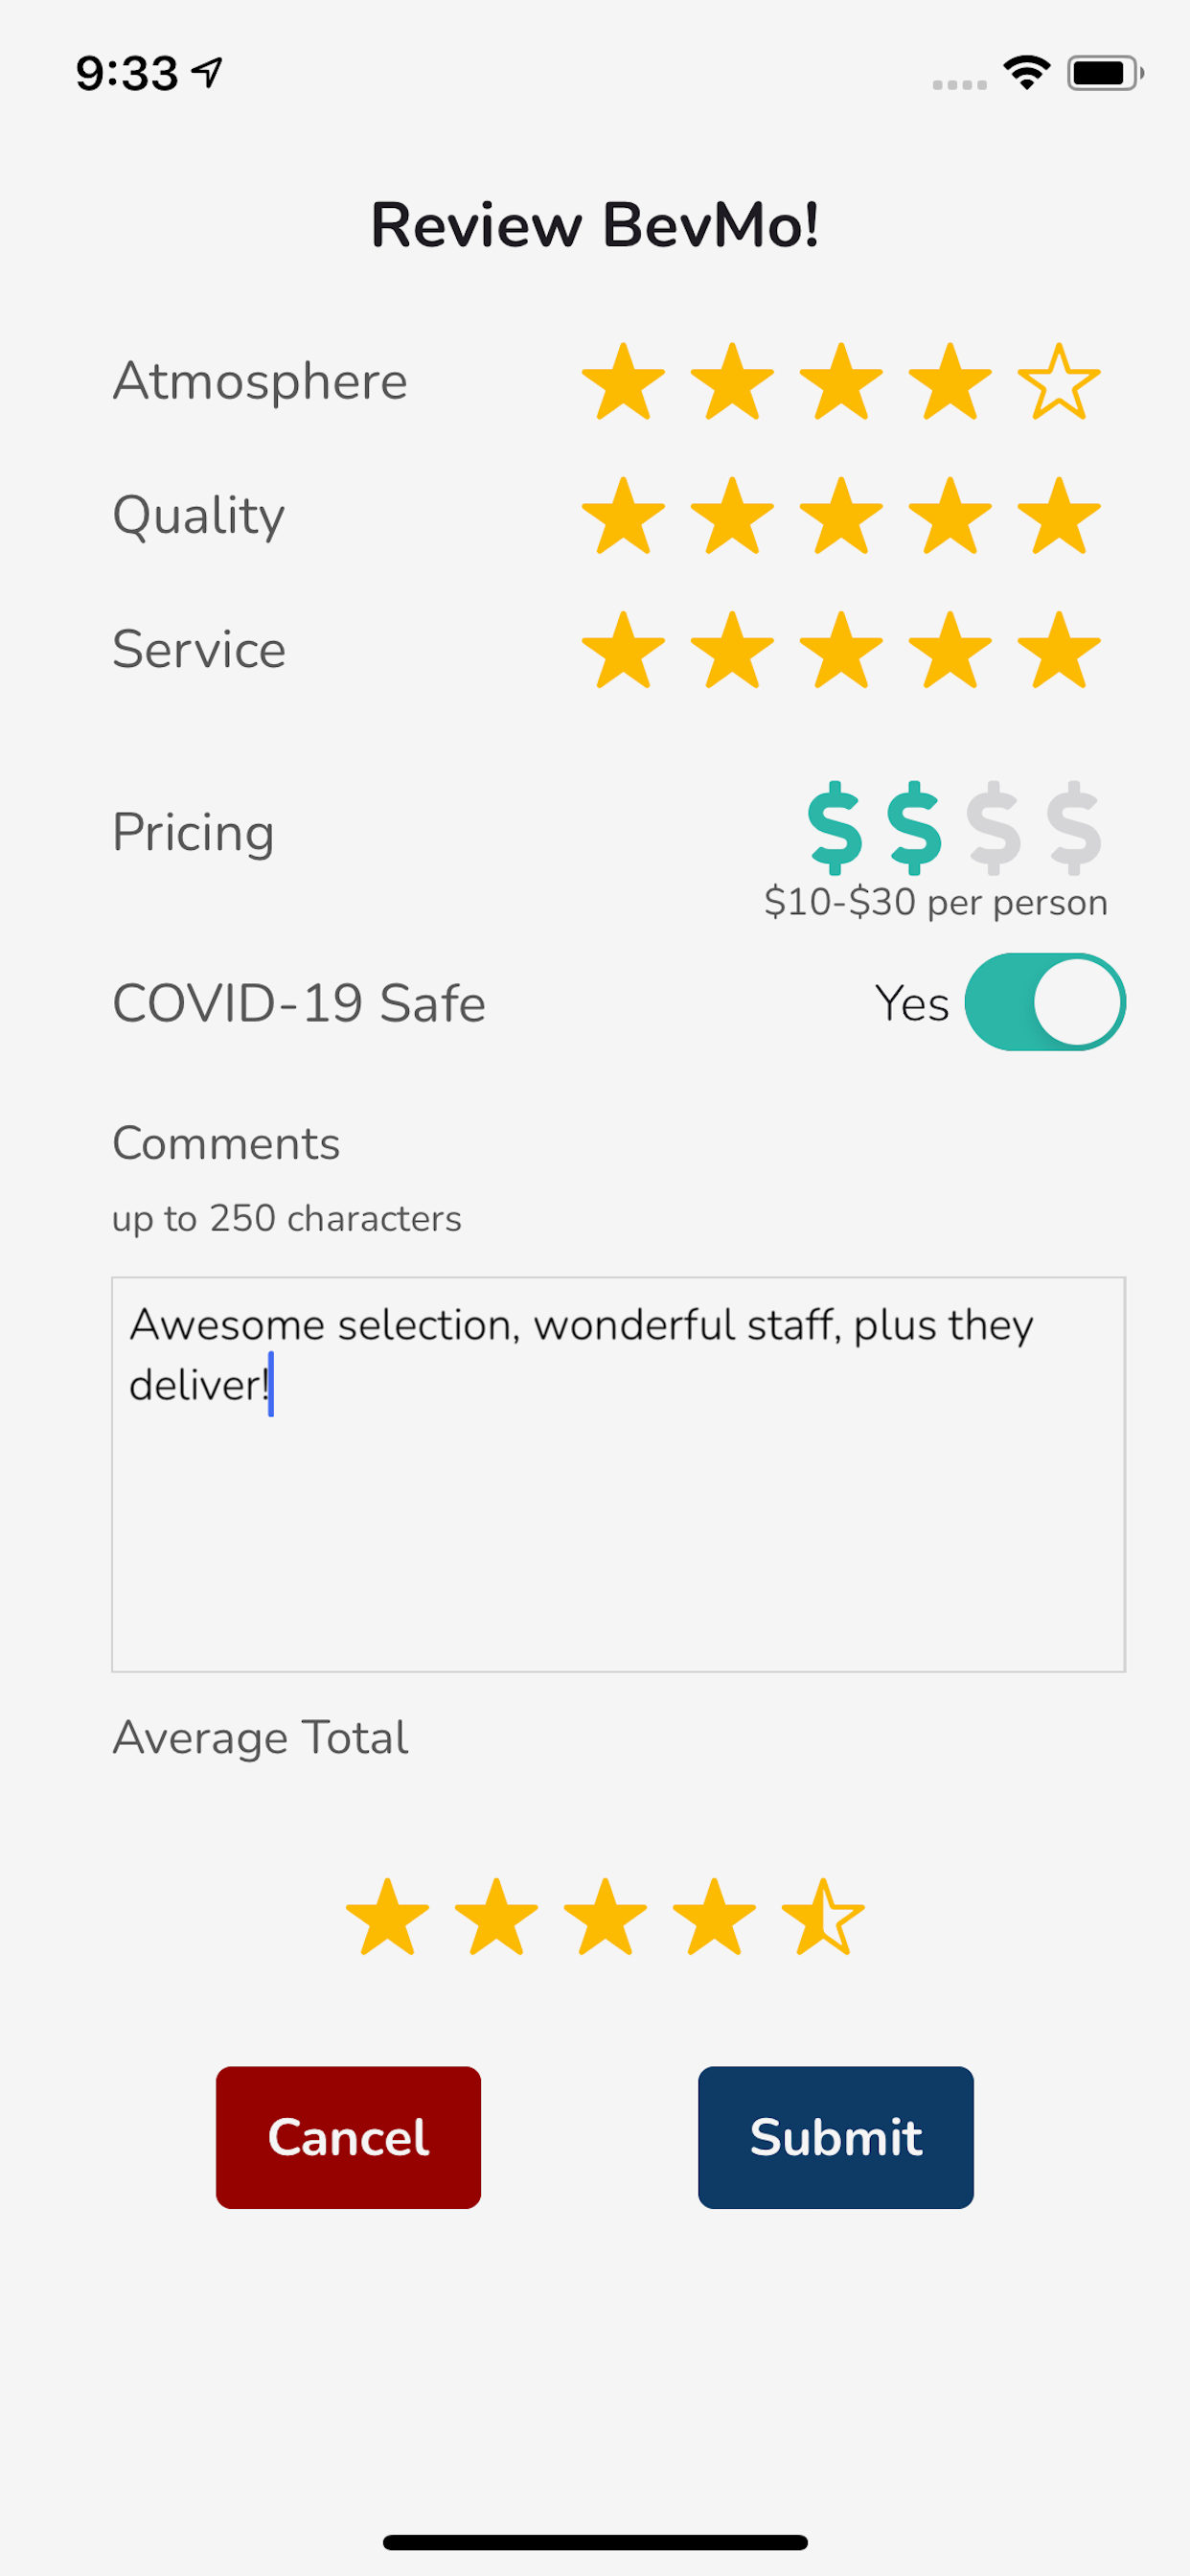 9:33
Review BevMo!
Atmosphere
Quality
Service
Pricing
$ $ $ $
$10-$30 per person
COVID-19 Safe Yes
Comments
up to 250 characters
Awesome selection, wonderful staff, plus they
deliver!
Average Total
Cancel Submit